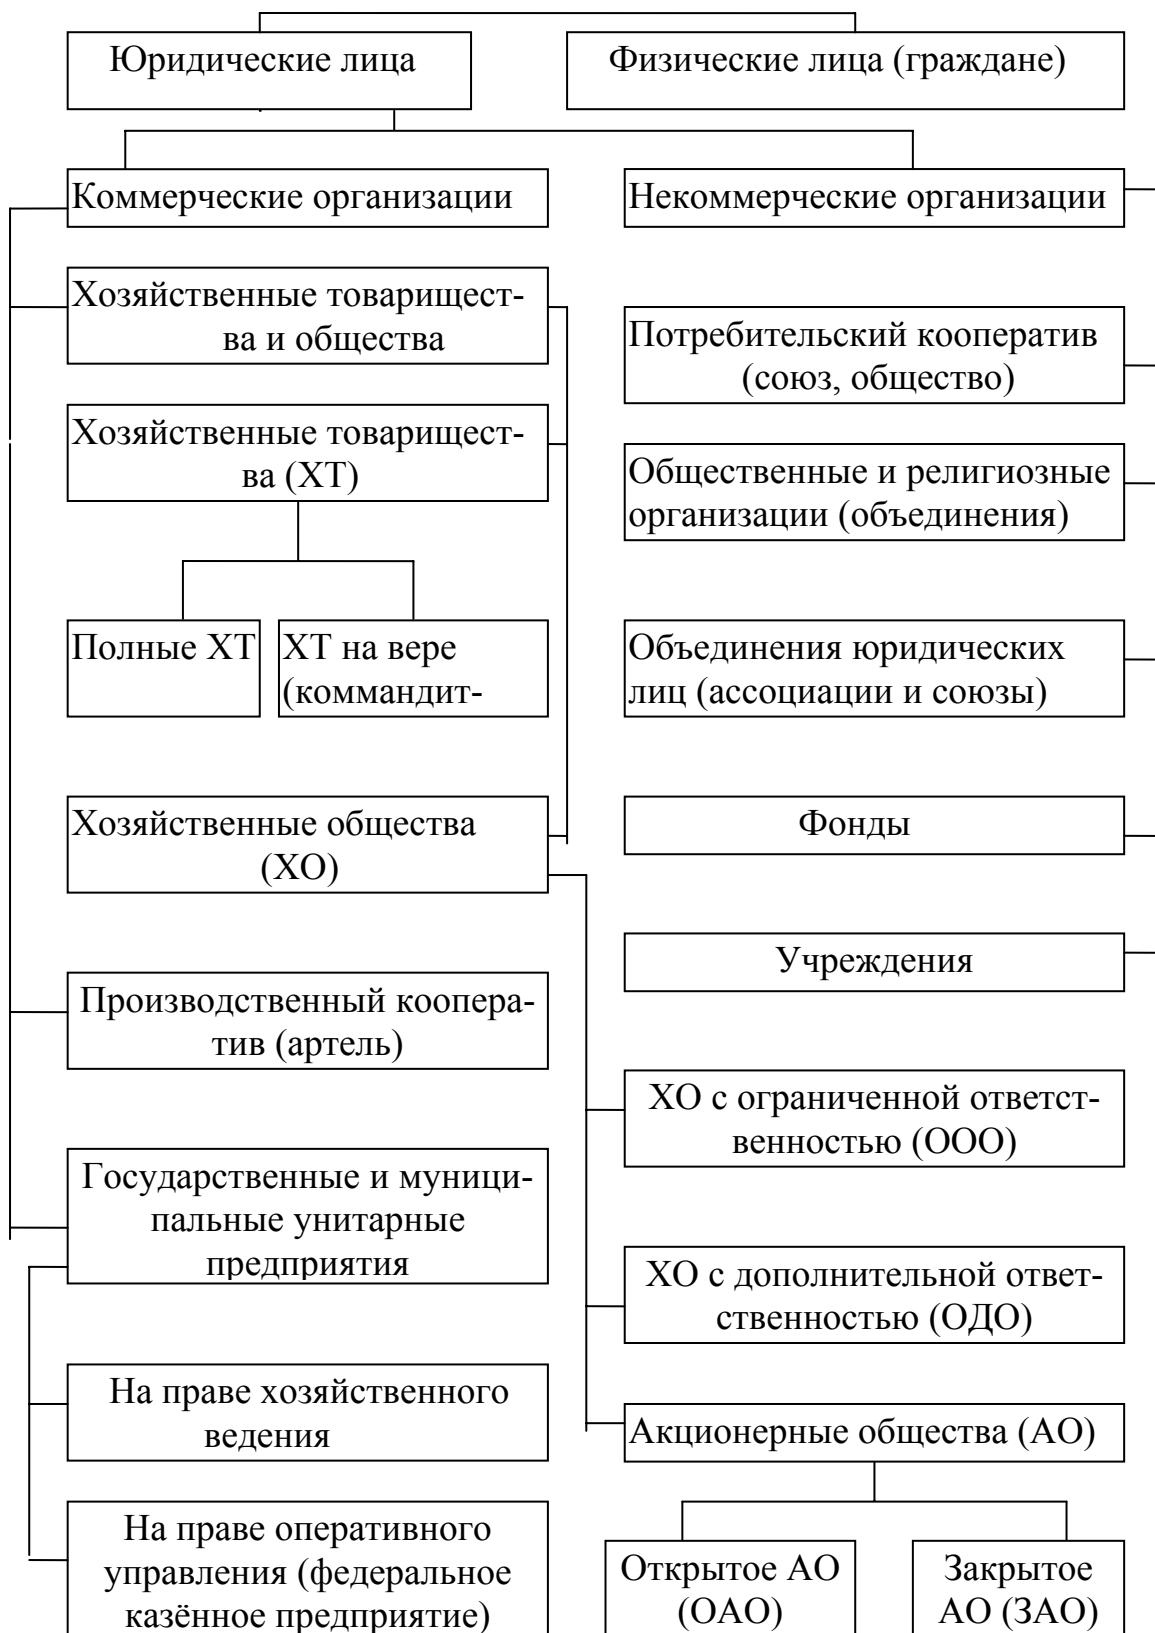 Юридические лица
Физические лица (граждане)
Коммерческие организации
Некоммерческие организации
Хозяйственные товарищест-
ва и общества
Потребительский кооператив
(союз, общество)
Хозяйственные товарищест-
ва (ХТ)
Общественные и религиозные
организации (объединения)
Полные ХТ
ХТ на вере
(коммандит-
Объединения юридических
лиц (ассоциации и союзы)
Хозяйственные общества
(ХО)
Фонды
Учреждения
Производственный коопера-
тив (артель)
ХО с ограниченной ответст-
венностью (ООО)
Государственные и муници-
пальные унитарные
предприятия
ХО с дополнительной ответ-
ственностью (ОДО)
На праве хозяйственного
ведения
Акционерные общества (АО)
На праве оперативного
управления (федеральное
казённое предприятие)
Открытое АО
(ОАО)
Закрытое
АО (ЗАО)